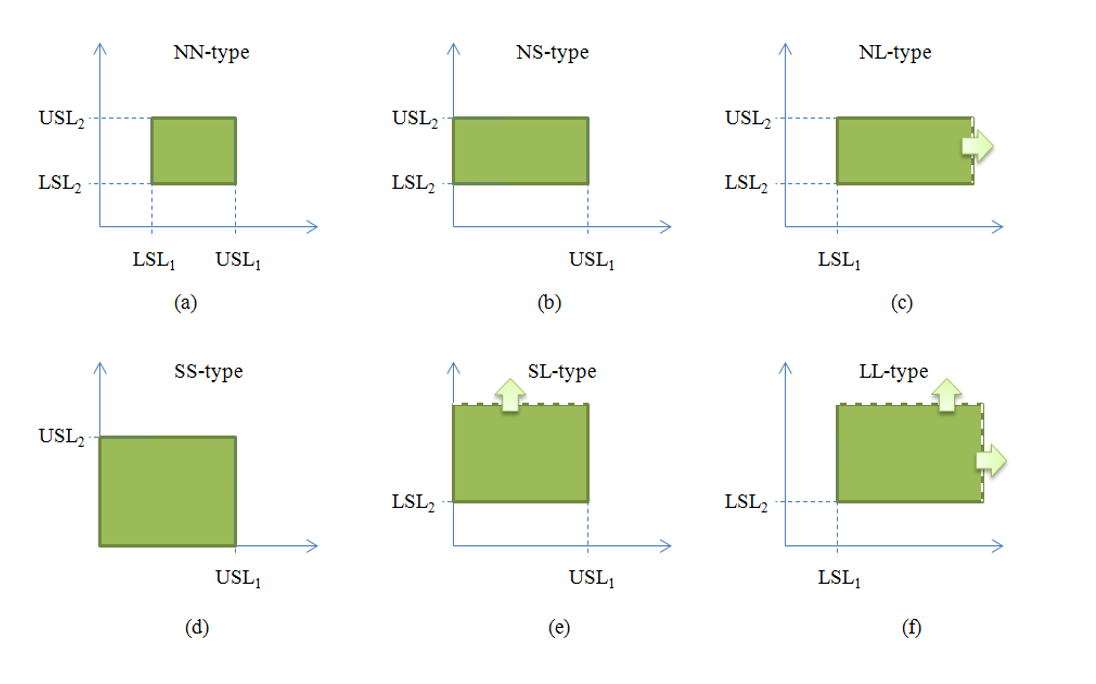 NN-type NS-type NL-type
USL₂ USL₂ USL₂
LSL₂ LSL₂ LSL₂
LSL₁ USL₁ USL₁ LSL₁
(a) (b) (c)
SS-type SL-type LL-type
USL₂
LSL₂ LSL₂
USL₁ USL₁ LSL₁
(d) (e) (f)